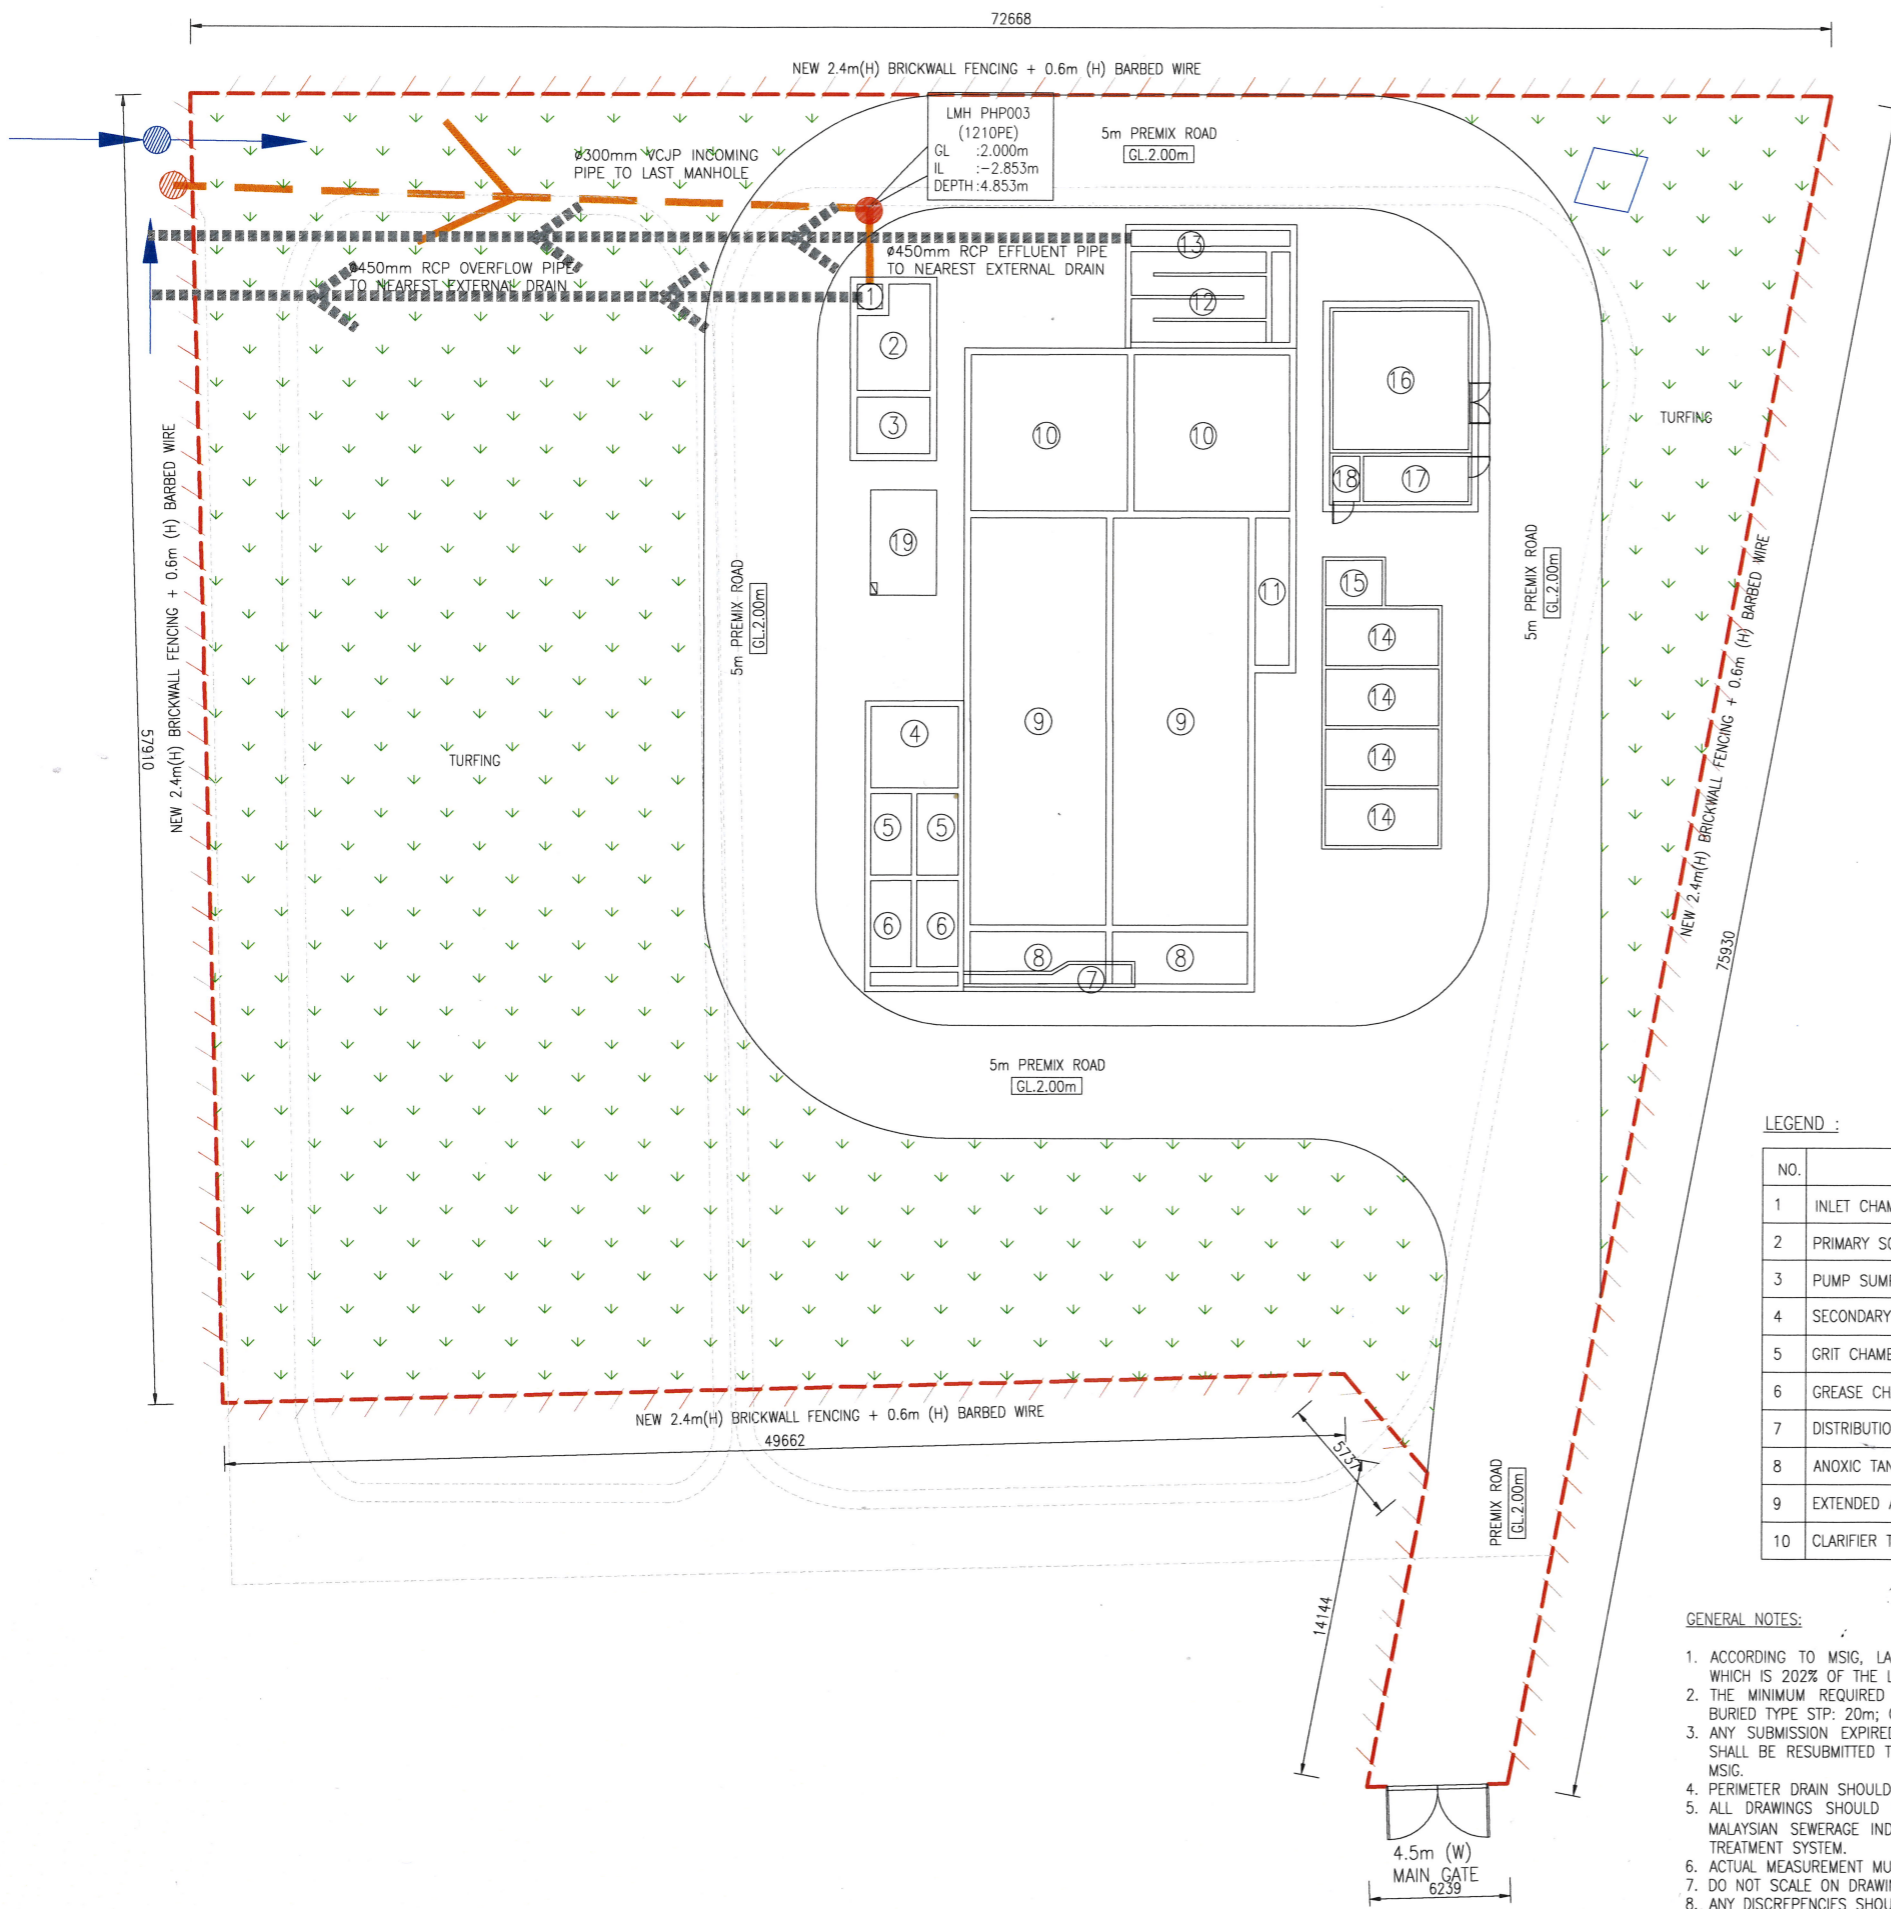 72668
NEW 2.4m(H) BRICKWALL FENCING + 0.6m (H) BARBED WIRE
LMH PHP003
(1210PE)
GL :2.000m
IL :-2.853m
DEPTH :4.853m
5m PREMIX ROAD
GL.2.00m
ø300mm VCJP INCOMING
PIPE TO LAST MANHOLE
ø450mm RCP OVERFLOW PIPE
TO NEAREST EXTERNAL DRAIN
ø450mm RCP EFFLUENT PIPE
TO NEAREST EXTERNAL DRAIN
13
12
1
2
3
10
10
16
18
17
TURFING
19
11
15
14
14
14
14
4
9
9
5
5
6
6
8
8
7
5m PREMIX ROAD
GL.2.00m
5m PREMIX ROAD
GL.2.00m
NEW 2.4m(H) BRICKWALL FENCING + 0.6m (H) BARBED WIRE
57910
TURFING
NEW 2.4m(H) BRICKWALL FENCING + 0.6m (H) BARBED WIRE
75930
5m PREMIX ROAD
GL.2.00m
NEW 2.4m(H) BRICKWALL FENCING + 0.6m (H) BARBED WIRE
49662
5737
14144
PREMIX ROAD
GL.2.00m
4.5m (W)
MAIN GATE
6239
LEGEND :
NO.
1 INLET CHAM
2 PRIMARY SC
3 PUMP SUMP
4 SECONDARY
5 GRIT CHAMB
6 GREASE CH
7 DISTRIBUTIO
8 ANOXIC TAN
9 EXTENDED A
10 CLARIFIER T
GENERAL NOTES:
1. ACCORDING TO MSIG, LA
WHICH IS 202% OF THE L
2. THE MINIMUM REQUIRED
BURIED TYPE STP: 20m;
3. ANY SUBMISSION EXPIRED
SHALL BE RESUBMITTED T
MSIG.
4. PERIMETER DRAIN SHOULD
5. ALL DRAWINGS SHOULD
MALAYSIAN SEWERAGE IND
TREATMENT SYSTEM.
6. ACTUAL MEASUREMENT MU
7. DO NOT SCALE ON DRAWIN
8. ANY DISCREPENCIES SHOU